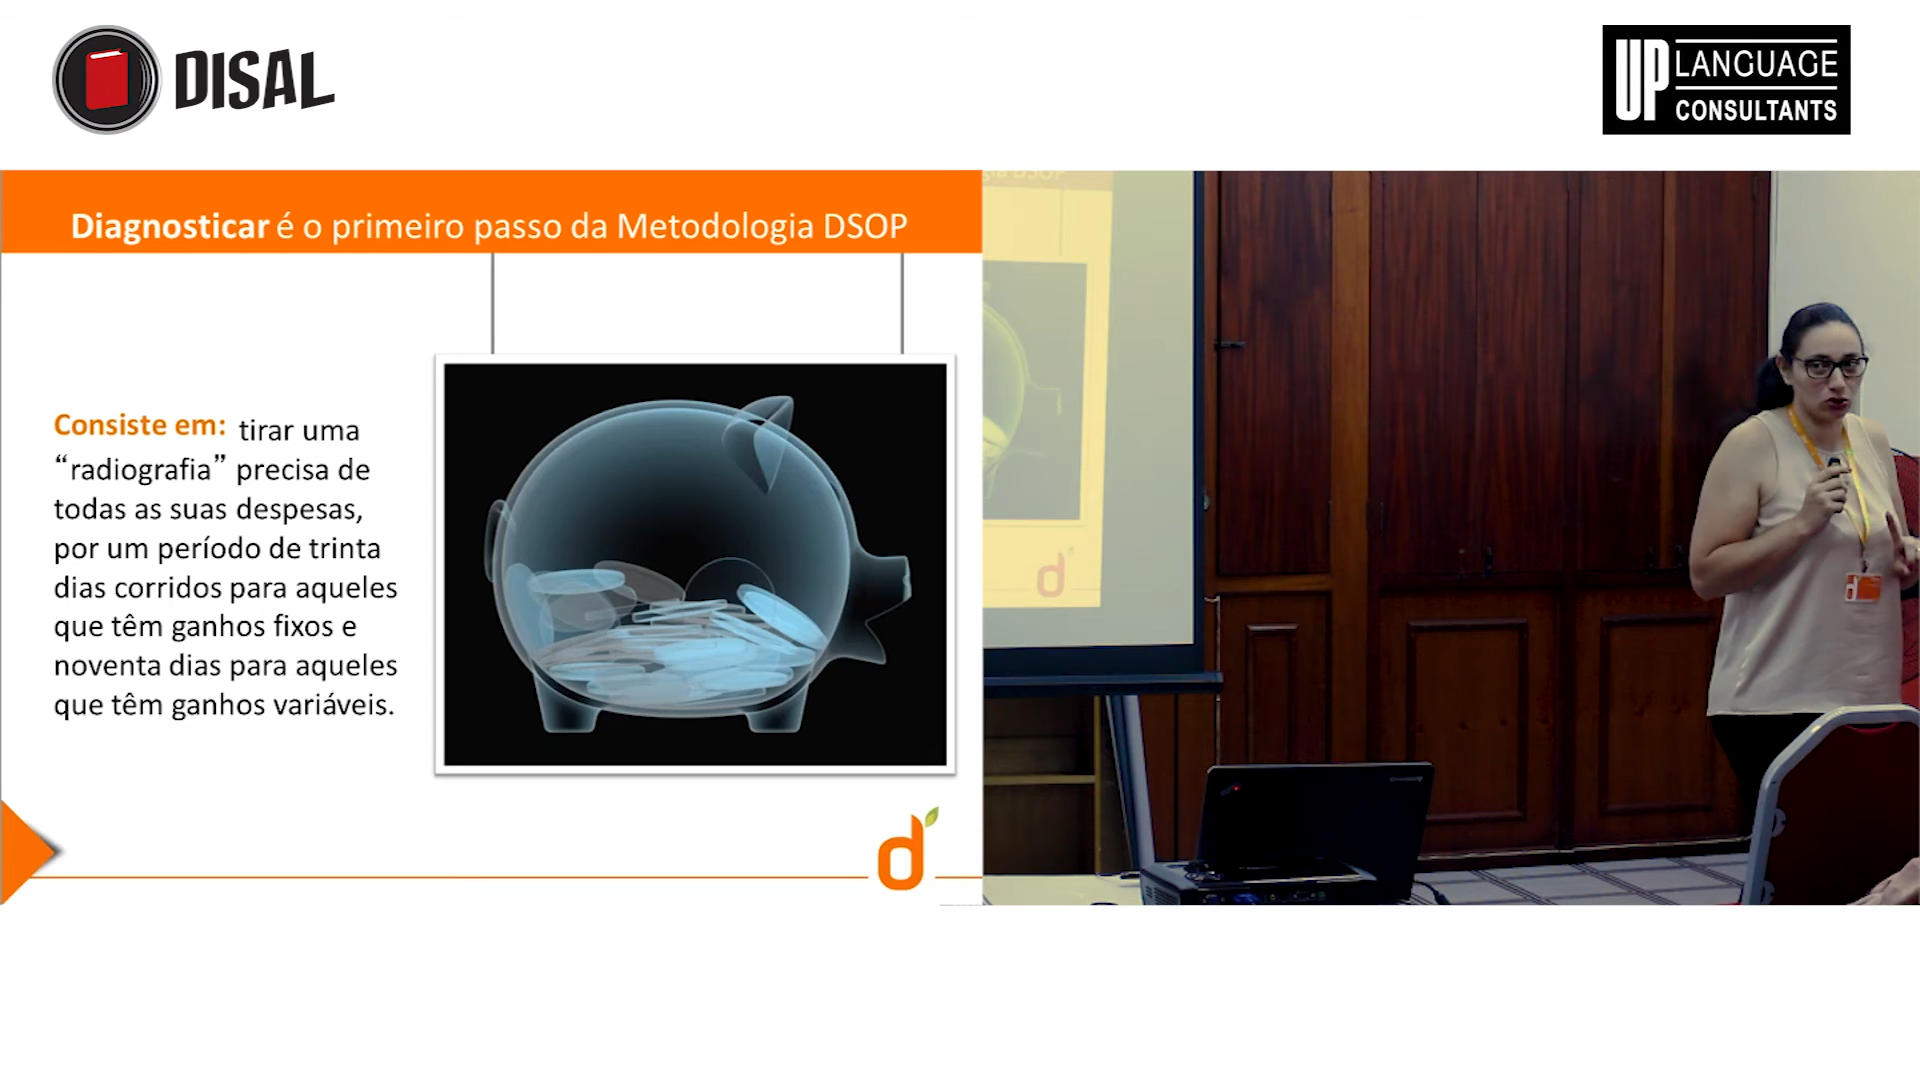 DISAL
UP LANGUAGE
CONSULTANTS
Diagnosticar é o primeiro passo da Metodologia DSOP
Consiste em: tirar uma
“radiografia” precisa de
todas as suas despesas,
por um período de trinta
dias corridos para aqueles
que têm ganhos fixos e
noventa dias para aqueles
que têm ganhos variáveis.
d
d